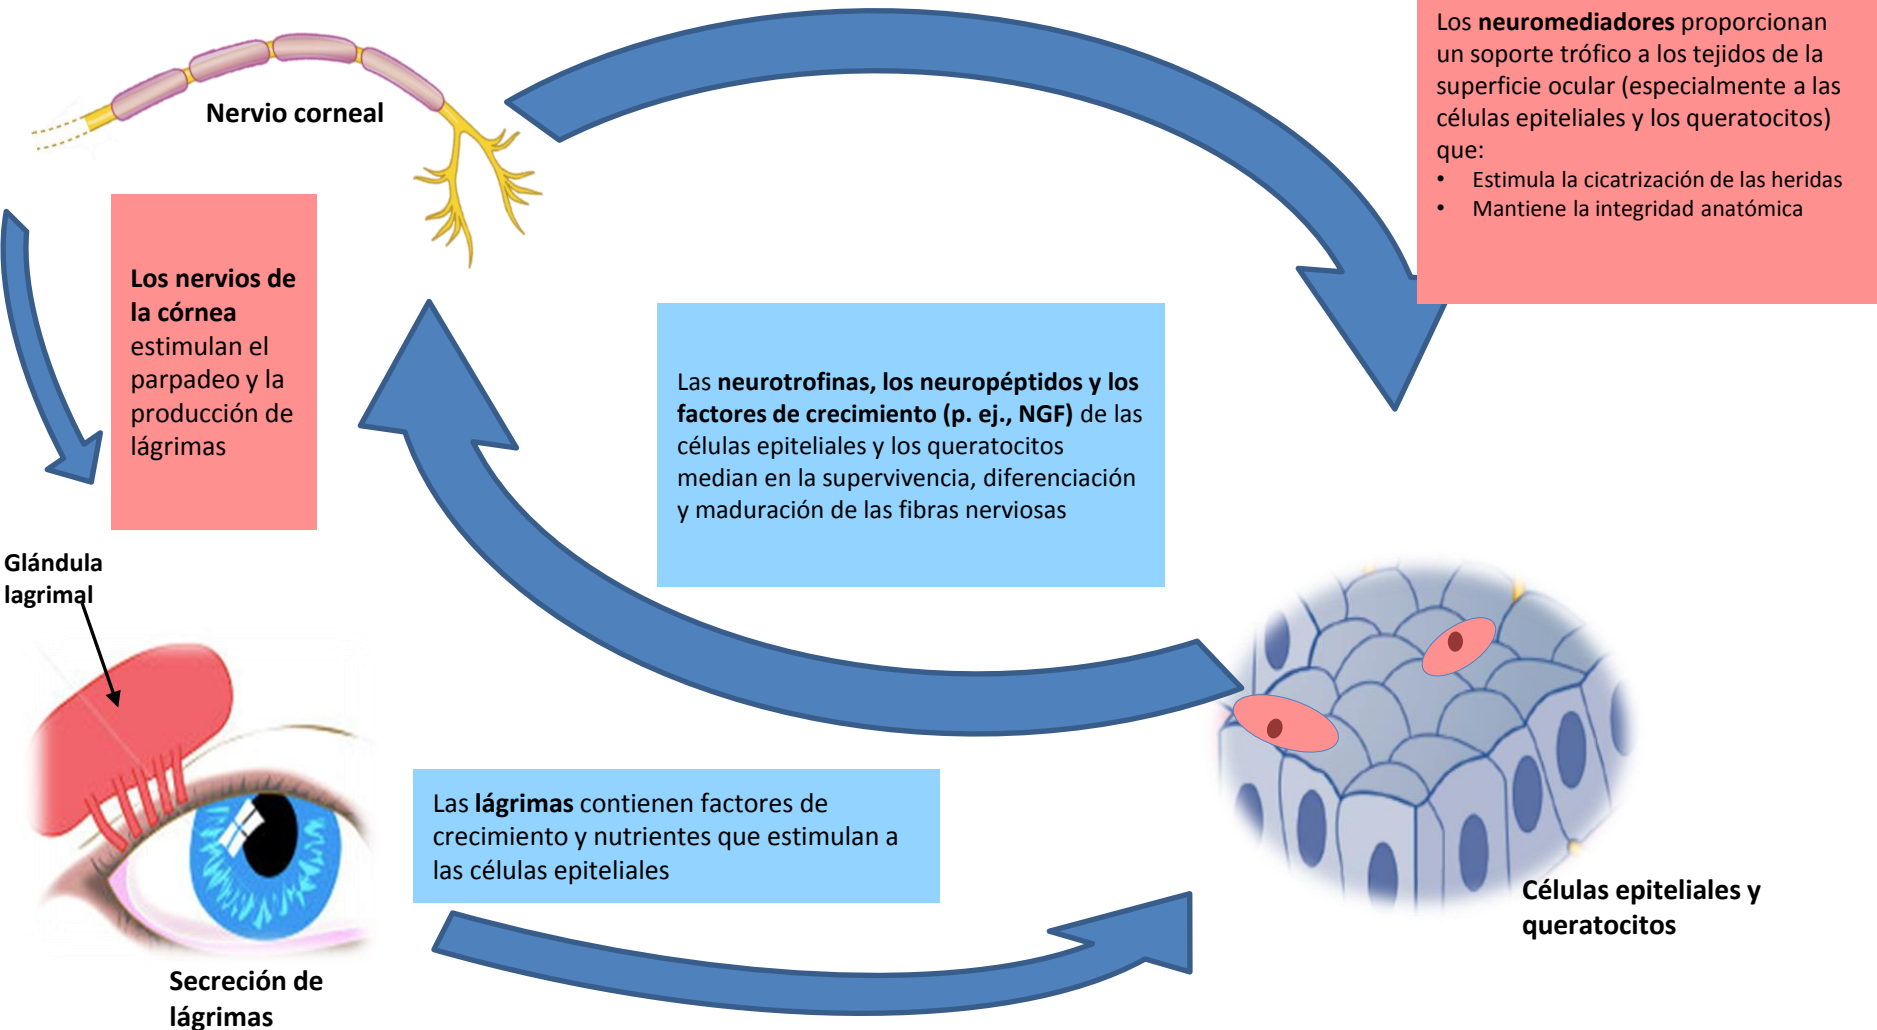 Nervio corneal
Los neuromediadores proporcionan
un soporte trófico a los tejidos de la
superficie ocular (especialmente a las
células epiteliales y los queratocitos)
que:
• Estimula la cicatrización de las heridas
• Mantiene la integridad anatómica
Los nervios de
la córnea
estimulan el
parpadeo y la
producción de
lágrimas
Las neurotrofinas, los neuropéptidos y los
factores de crecimiento (p. ej., NGF) de las
células epiteliales y los queratocitos
median en la supervivencia, diferenciación
y maduración de las fibras nerviosas
Glándula
lagrimal
Las lágrimas contienen factores de
crecimiento y nutrientes que estimulan a
las células epiteliales
Células epiteliales y
queratocitos
Secreción de
lágrimas